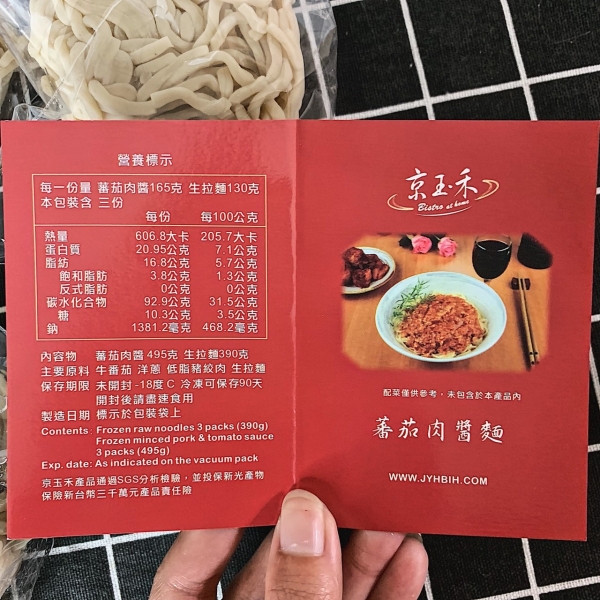 營養標示
每一份量 蕃茄肉醬165克 生拉麵130克
本包裝含 三份
每份 每100公克
熱量 606.8大卡 205.7大卡
蛋白質 20.95公克 7.1公克
脂肪 16.8公克 5.7公克
飽和脂肪 3.8公克 1.3公克
反式脂肪 0公克 0公克
碳水化合物 92.9公克 31.5公克
糖 10.3公克 3.5公克
鈉 1381.2毫克 468.2毫克
內容物 蕃茄肉醬 495克 生拉麵390克
主要原料 牛番茄 洋蔥 低脂豬絞肉 生拉麵
保存期限 未開封 -18度 C 冷凍可保存90天
開封後請盡速食用
製造日期 標示於包裝袋上
Contents: Frozen raw noodles 3 packs (390g)
Frozen minced pork & tomato sauce
3 packs (495g)
Exp. date: As indicated on the vacuum pack
京玉禾產品通過SGS分析檢驗，並投保新光產物
保險新台幣三千萬元產品責任險
京玉禾
Bistro at home
配菜僅供參考，未包含於本產品內
蕃茄肉醬麵
WWW.JYHBIH.COM